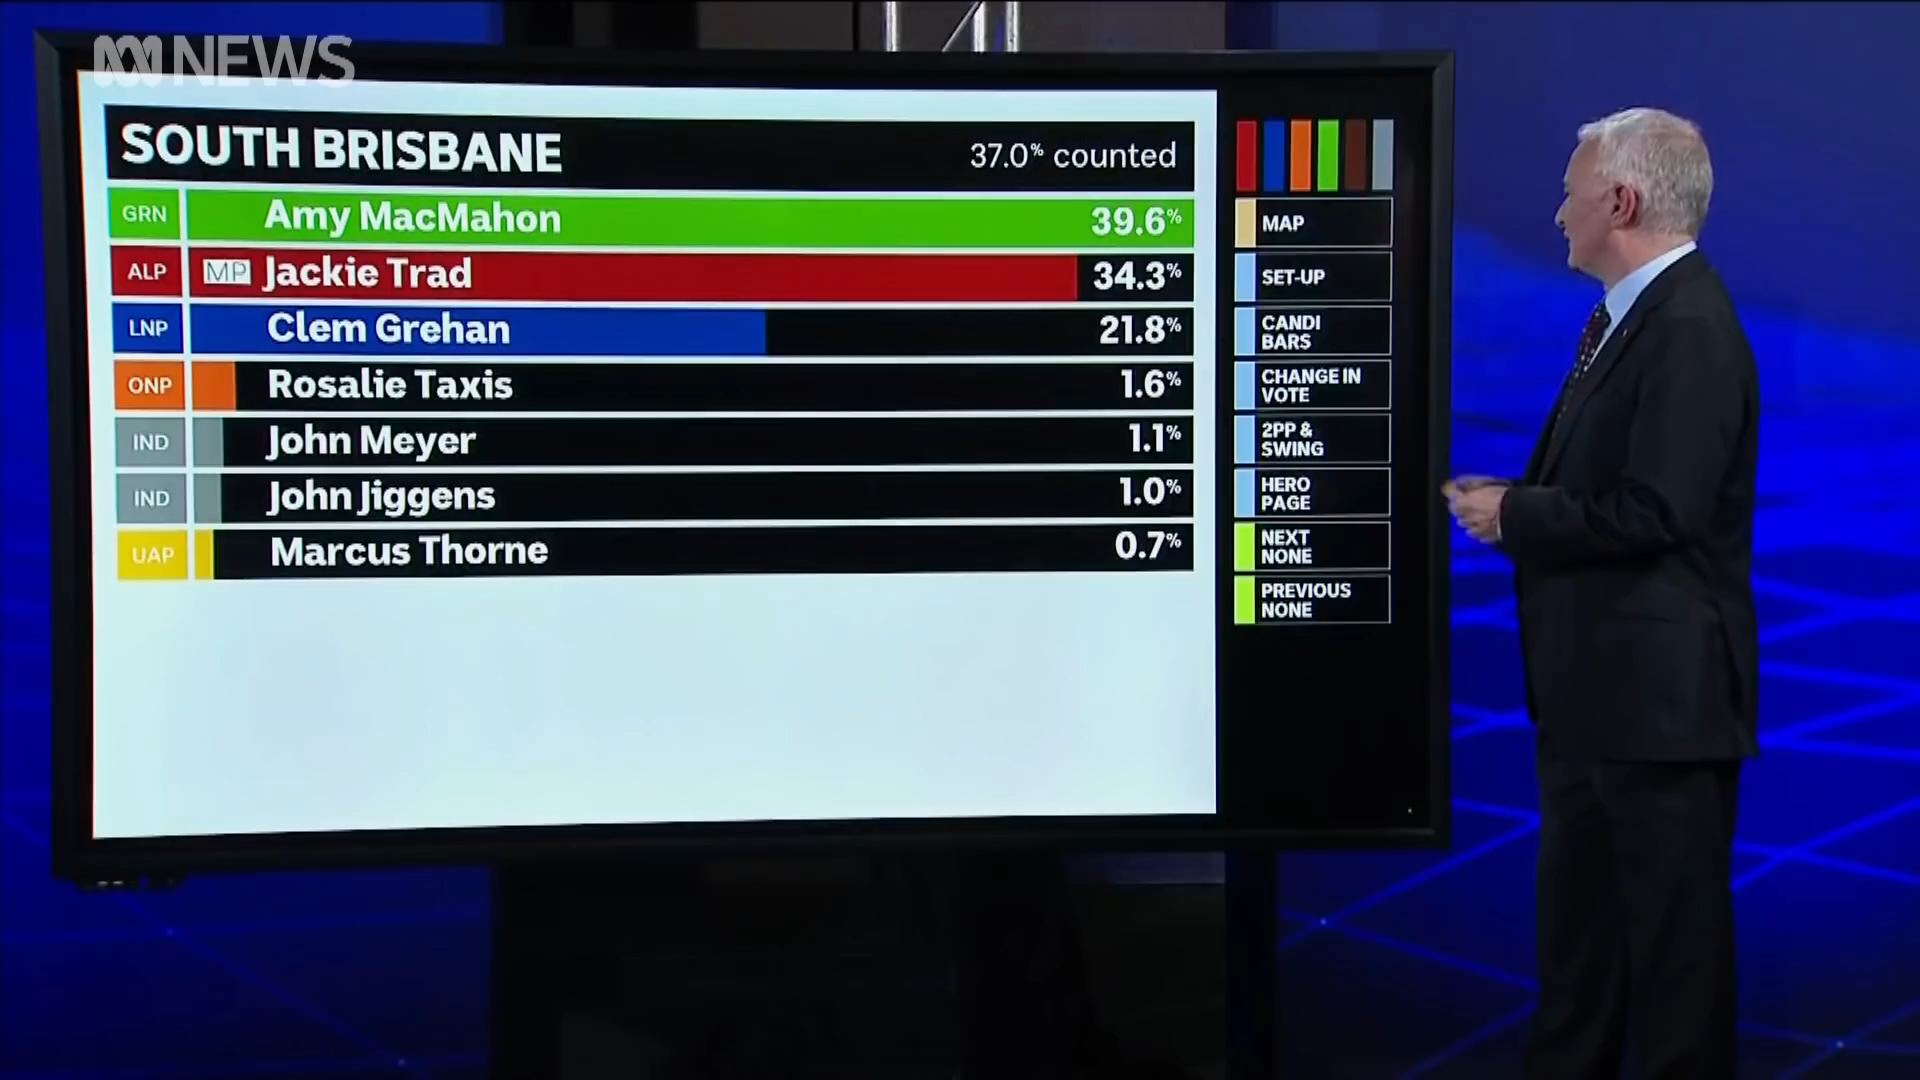 NEWS
SOUTH BRISBANE
37.0% counted
GRN Amy MacMahon 39.6%
ALP MP Jackie Trad 34.3%
LNP Clem Grehan 21.8%
ONP Rosalie Taxis 1.6%
IND John Meyer 1.1%
IND John Jiggens 1.0%
UAP Marcus Thorne 0.7%
MAP
SET-UP
CANDI
BARS
CHANGE IN
VOTE
2PP &
SWING
HERO
PAGE
NEXT
NONE
PREVIOUS
NONE